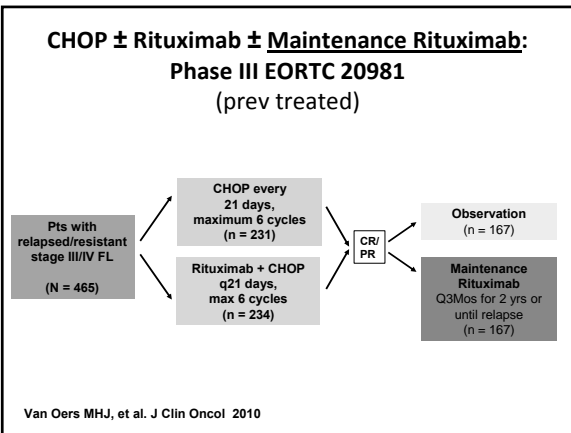 CHOP ± Rituximab ± Maintenance Rituximab:
Phase III EORTC 20981
(prev treated)
Pts with
relapsed/resistant
stage III/IV FL
(N = 465)
CHOP every
21 days,
maximum 6 cycles
(n = 231)
Rituximab + CHOP
q21 days,
max 6 cycles
(n = 234)
CR/
PR
Observation
(n = 167)
Maintenance
Rituximab
Q3Mos for 2 yrs or
until relapse
(n = 167)
Van Oers MHJ, et al. J Clin Oncol 2010